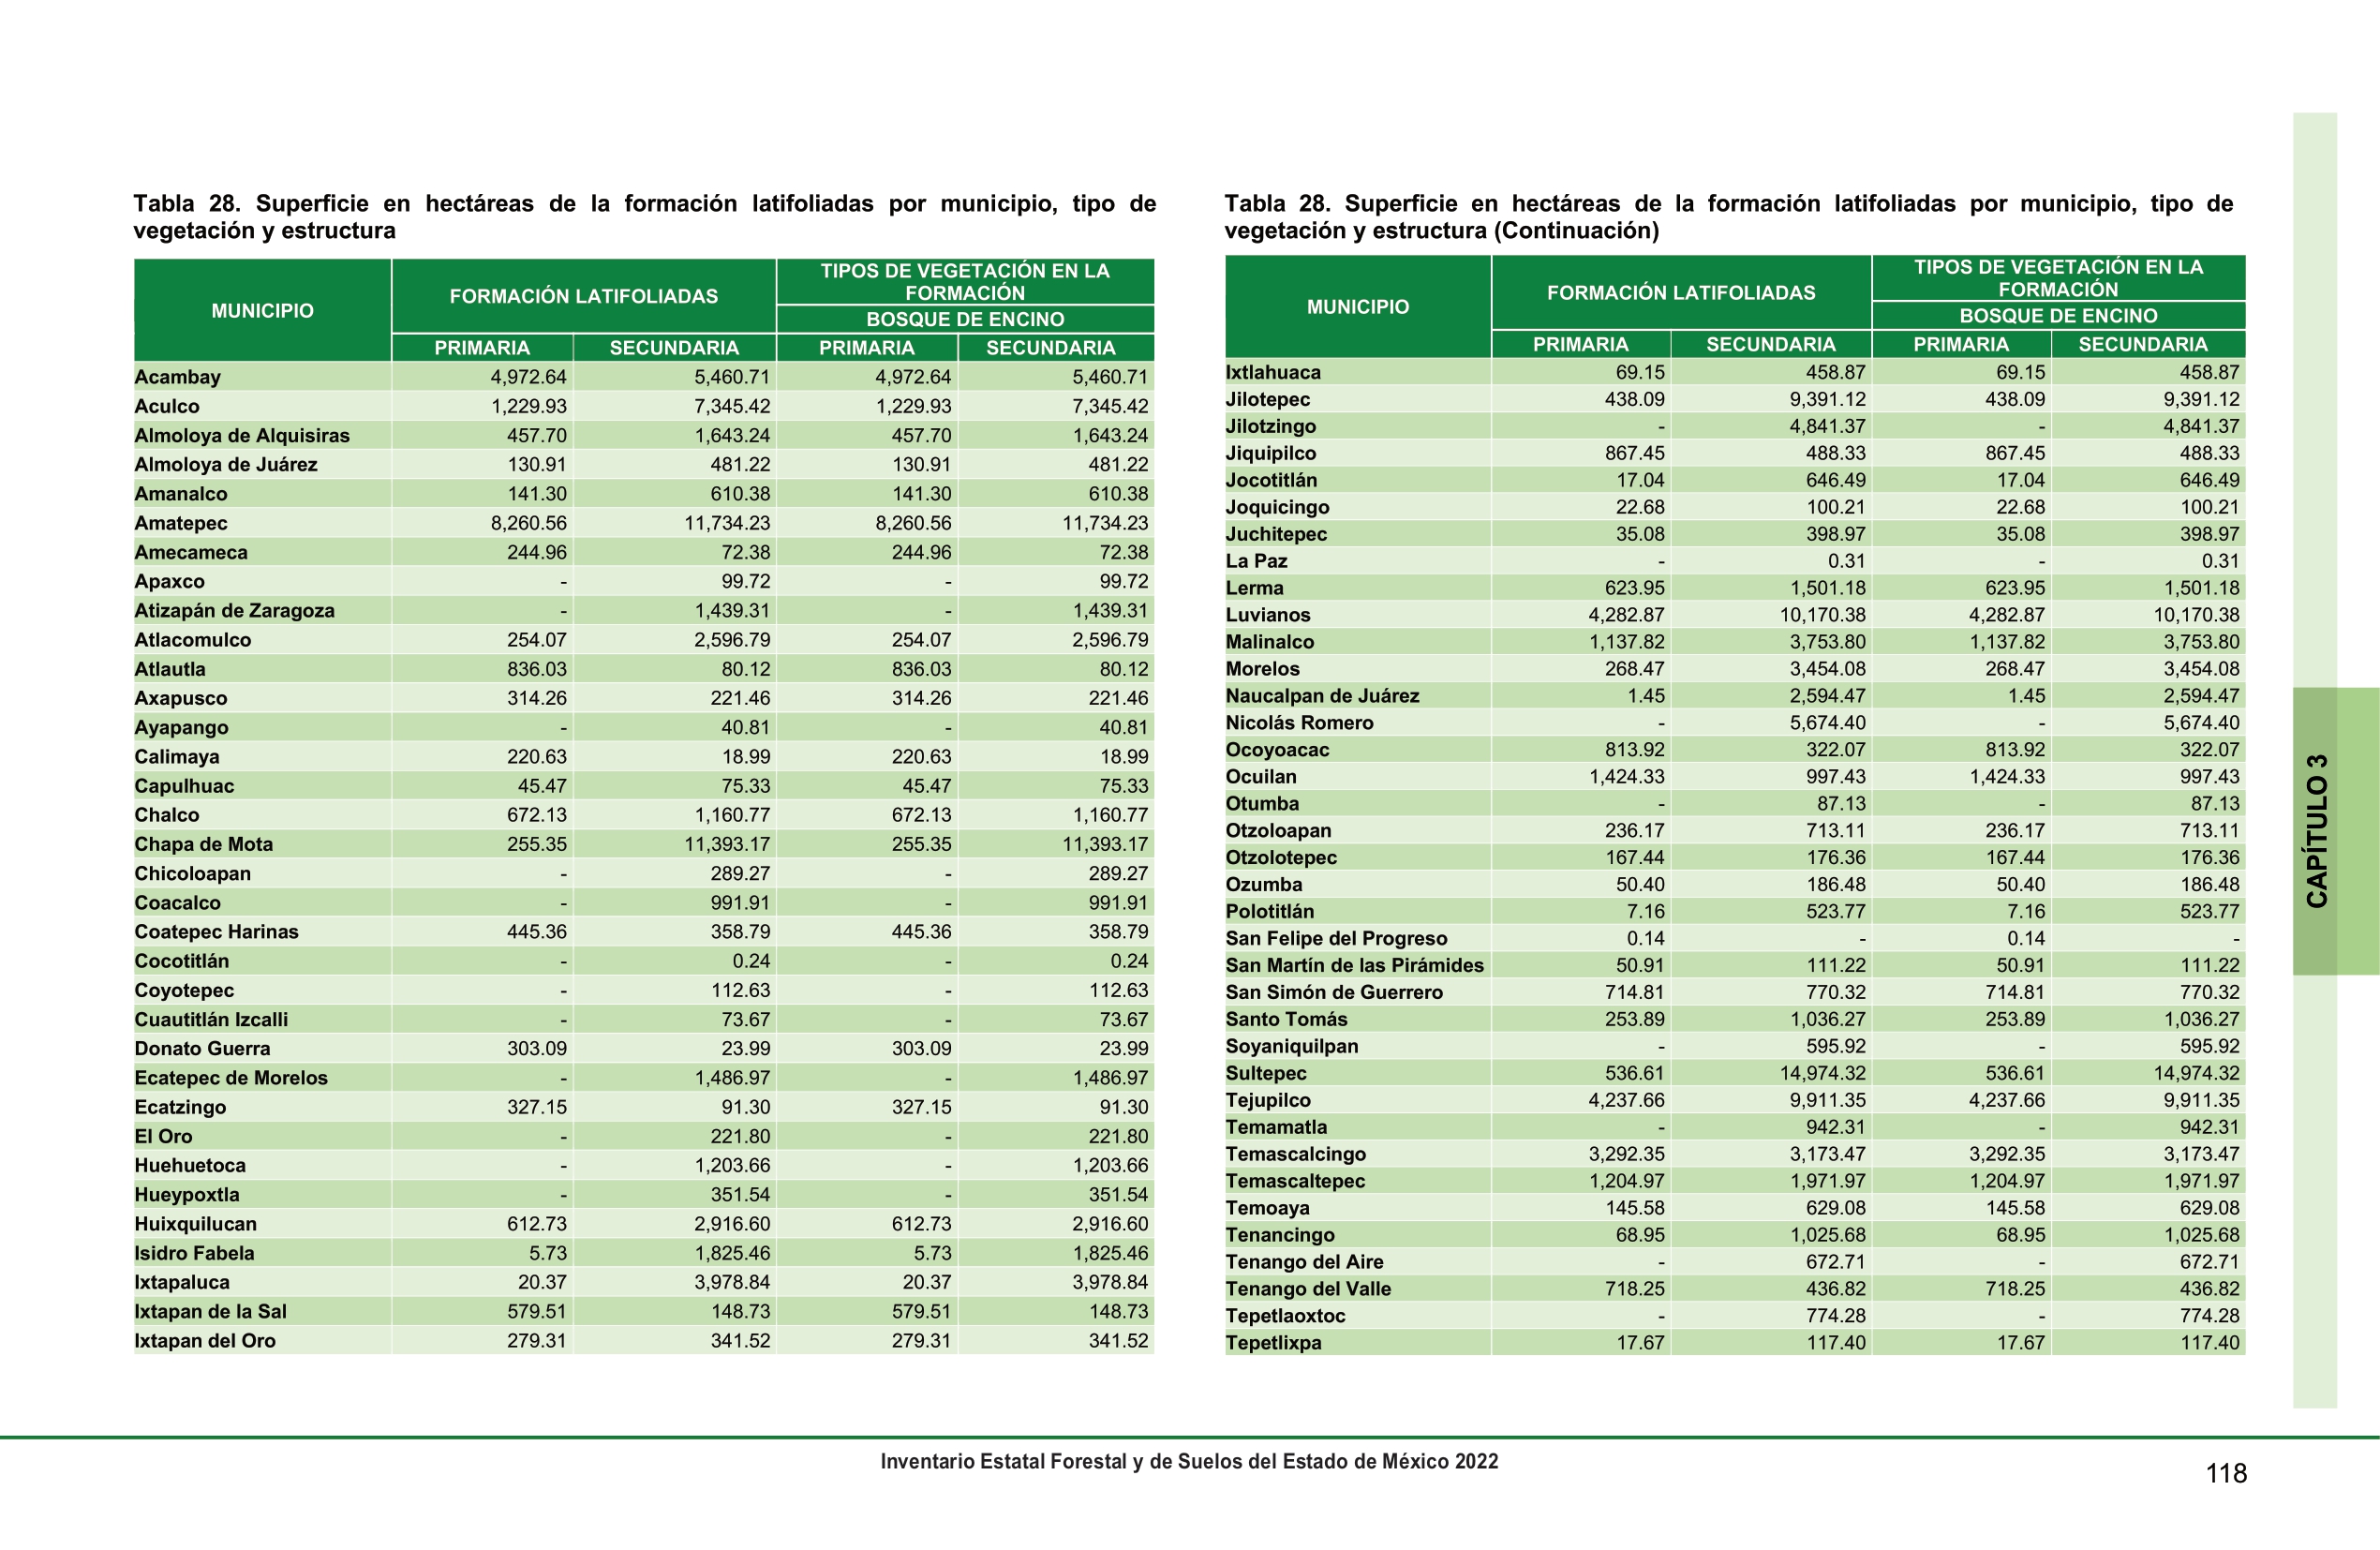 Tabla 28. Superficie en hectáreas de la formación latifoliadas por municipio, tipo de
vegetación y estructura
MUNICIPIO FORMACIÓN LATIFOLIADAS TIPOS DE VEGETACIÓN EN LA
FORMACIÓN
BOSQUE DE ENCINO
PRIMARIA SECUNDARIA PRIMARIA SECUNDARIA
Acambay 4,972.64 5,460.71 4,972.64 5,460.71
Aculco 1,229.93 7,345.42 1,229.93 7,345.42
Almoloya de Alquisiras 457.70 1,643.24 457.70 1,643.24
Almoloya de Juárez 130.91 481.22 130.91 481.22
Amanalco 141.30 610.38 141.30 610.38
Amatepec 8,260.56 11,734.23 8,260.56 11,734.23
Amecameca 244.96 72.38 244.96 72.38
Apaxco - 99.72 - 99.72
Atizapán de Zaragoza - 1,439.31 - 1,439.31
Atlacomulco 254.07 2,596.79 254.07 2,596.79
Atlautla 836.03 80.12 836.03 80.12
Axapusco 314.26 221.46 314.26 221.46
Ayapango - 40.81 - 40.81
Calimaya 220.63 18.99 220.63 18.99
Capulhuac 45.47 75.33 45.47 75.33
Chalco 672.13 1,160.77 672.13 1,160.77
Chapa de Mota 255.35 11,393.17 255.35 11,393.17
Chicoloapan - 289.27 - 289.27
Coacalco - 991.91 - 991.91
Coatepec Harinas 445.36 358.79 445.36 358.79
Cocotitlán - 0.24 - 0.24
Coyotepec - 112.63 - 112.63
Cuautitlán Izcalli - 73.67 - 73.67
Donato Guerra 303.09 23.99 303.09 23.99
Ecatepec de Morelos - 1,486.97 - 1,486.97
Ecatzingo 327.15 91.30 327.15 91.30
El Oro - 221.80 - 221.80
Huehuetoca - 1,203.66 - 1,203.66
Hueypoxtla - 351.54 - 351.54
Huixquilucan 612.73 2,916.60 612.73 2,916.60
Isidro Fabela 5.73 1,825.46 5.73 1,825.46
Ixtapaluca 20.37 3,978.84 20.37 3,978.84
Ixtapan de la Sal 579.51 148.73 579.51 148.73
Ixtapan del Oro 279.31 341.52 279.31 341.52
Tabla 28. Superficie en hectáreas de la formación latifoliadas por municipio, tipo de
vegetación y estructura (Continuación)
MUNICIPIO FORMACIÓN LATIFOLIADAS TIPOS DE VEGETACIÓN EN LA
FORMACIÓN
BOSQUE DE ENCINO
PRIMARIA SECUNDARIA PRIMARIA SECUNDARIA
Ixtlahuaca 69.15 458.87 69.15 458.87
Jilotepec 438.09 9,391.12 438.09 9,391.12
Jilotzingo - 4,841.37 - 4,841.37
Jiquipilco 867.45 488.33 867.45 488.33
Jocotitlán 17.04 646.49 17.04 646.49
Joquicingo 22.68 100.21 22.68 100.21
Juchitepec 35.08 398.97 35.08 398.97
La Paz - 0.31 - 0.31
Lerma 623.95 1,501.18 623.95 1,501.18
Luvianos 4,282.87 10,170.38 4,282.87 10,170.38
Malinalco 1,137.82 3,753.80 1,137.82 3,753.80
Morelos 268.47 3,454.08 268.47 3,454.08
Naucalpan de Juárez 1.45 2,594.47 1.45 2,594.47
Nicolás Romero - 5,674.40 - 5,674.40
Ocoyoacac 813.92 322.07 813.92 322.07
Ocuilan 1,424.33 997.43 1,424.33 997.43
Otumba - 87.13 - 87.13
Otzoloapan 236.17 713.11 236.17 713.11
Otzolotepec 167.44 176.36 167.44 176.36
Ozumba 50.40 186.48 50.40 186.48
Polotitlán 7.16 523.77 7.16 523.77
San Felipe del Progreso 0.14 - 0.14 -
San Martín de las Pirámides 50.91 111.22 50.91 111.22
San Simón de Guerrero 714.81 770.32 714.81 770.32
Santo Tomás 253.89 1,036.27 253.89 1,036.27
Soyaniquilpan - 595.92 - 595.92
Sultepec 536.61 14,974.32 536.61 14,974.32
Tejupilco 4,237.66 9,911.35 4,237.66 9,911.35
Temamatla - 942.31 - 942.31
Temascalcingo 3,292.35 3,173.47 3,292.35 3,173.47
Temascaltepec 1,204.97 1,971.97 1,204.97 1,971.97
Temoaya 145.58 629.08 145.58 629.08
Tenancingo 68.95 1,025.68 68.95 1,025.68
Tenango del Aire - 672.71 - 672.71
Tenango del Valle 718.25 436.82 718.25 436.82
Tepetlaoxtoc - 774.28 - 774.28
Tepetlixpa 17.67 117.40 17.67 117.40
CAPÍTULO 3
Inventario Estatal Forestal y de Suelos del Estado de México 2022
118